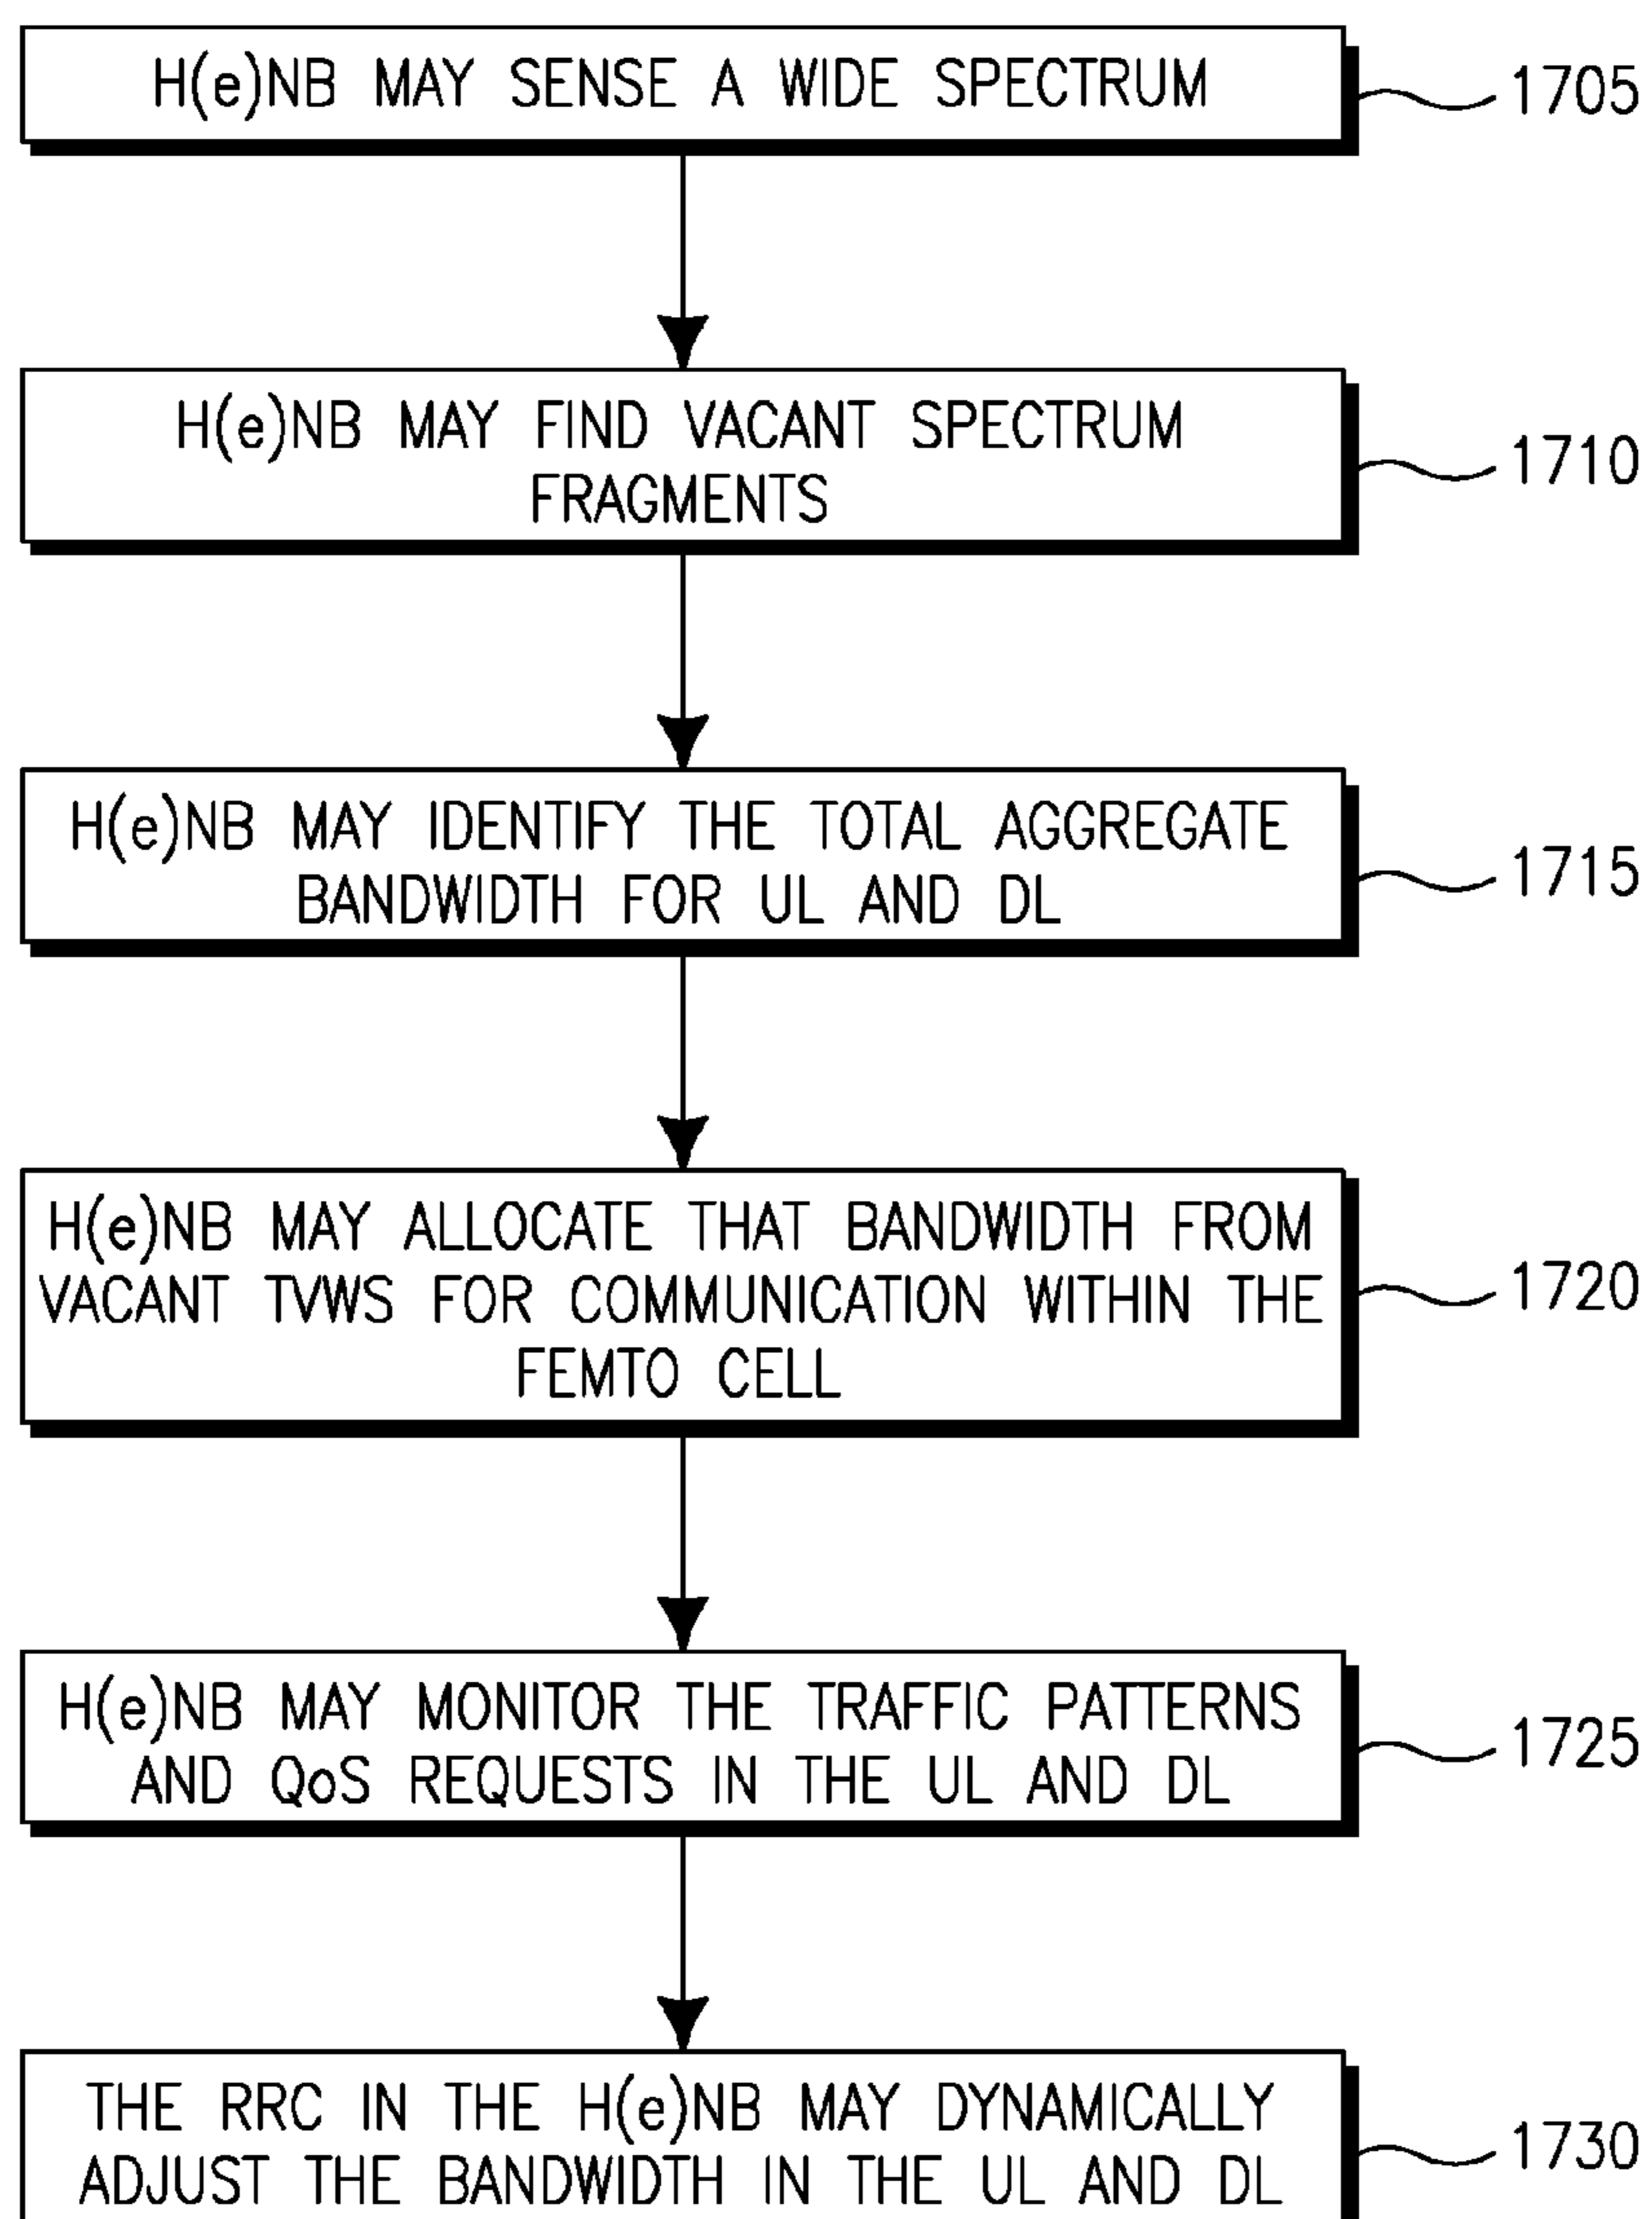 H(e)NB MAY SENSE A WIDE SPECTRUM
1705
H(e)NB MAY FIND VACANT SPECTRUM
FRAGMENTS
1710
H(e)NB MAY IDENTIFY THE TOTAL AGGREGATE
BANDWIDTH FOR UL AND DL
1715
H(e)NB MAY ALLOCATE THAT BANDWIDTH FROM
VACANT TVWS FOR COMMUNICATION WITHIN THE
FEMTO CELL
1720
H(e)NB MAY MONITOR THE TRAFFIC PATTERNS
AND QoS REQUESTS IN THE UL AND DL
1725
THE RRC IN THE H(e)NB MAY DYNAMICALLY
ADJUST THE BANDWIDTH IN THE UL AND DL
1730